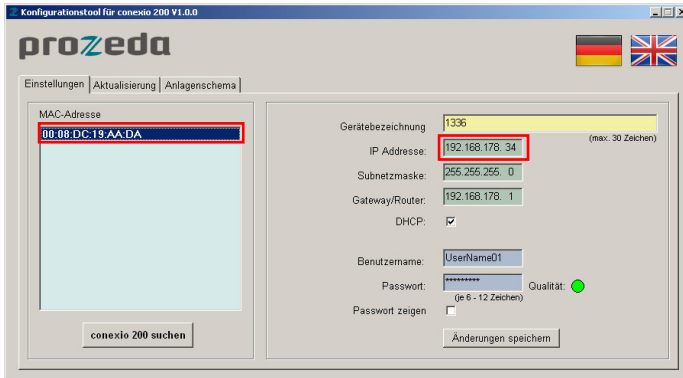 Konfigurationstool für conexio 200 V1.0.0
prozeda
Einstellungen Aktualisierung Anlagenschema
MAC-Adresse
00:08:DC:19:AA:DA
conexio 200 suchen
Gerätebezeichnung 1336
(max. 30 Zeichen)
IP Addresse: 192.168.178. 34
Subnetzmaske: 255.255.255. 0
Gateway/Router: 192.168.178. 1
DHCP:
Benutzername: UserName01
Passwort: ********* Qualität:
(je 6 - 12 Zeichen)
Passwort zeigen
Änderungen speichern